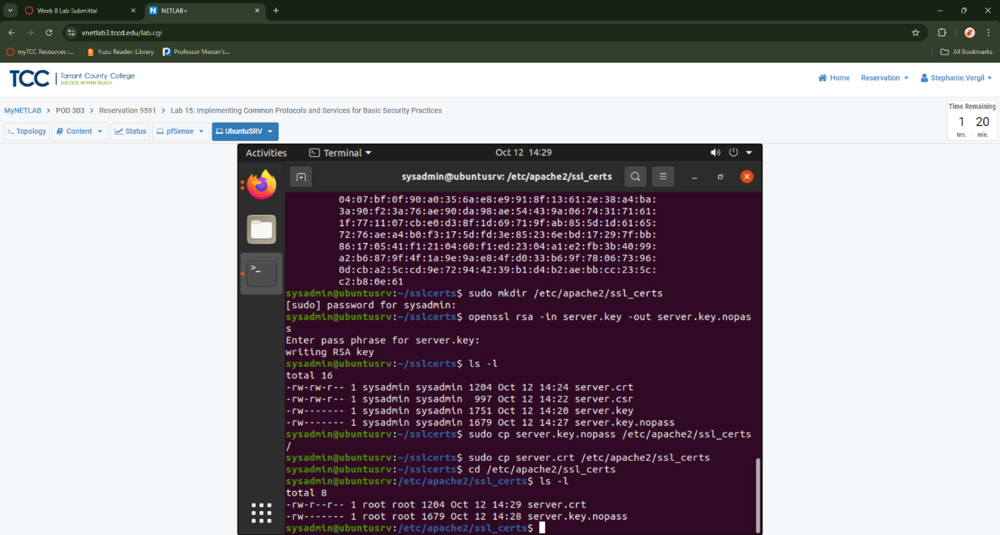 Week 8 Lab Submittal
NETLAB+
vnetlab3.tccd.edu/lab.cgi
myTCC Resources :...
Yuzu Reader: Library
Professor Messer's...
All Bookmarks
TCC
Tarrant County College
SUCCESS WITHIN REACH.
Home
Reservation
Stephanie.Vergil
MyNETLAB > POD 303 > Reservation 9591 > Lab 15: Implementing Common Protocols and Services for Basic Security Practices
Time Remaining
1 20
hrs. min.
>_ Topology
Content
Status
pfSense
UbuntuSRV
Activities
Terminal
Oct 12 14:29
sysadmin@ubuntusrv: /etc/apache2/ssl_certs
04:07:bf:0f:90:a0:35:6a:e8:e9:91:8f:13:61:2e:38:a4:ba:
3a:90:f2:3a:76:ae:90:da:98:ae:54:43:9a:06:74:31:71:61:
1f:77:11:07:cb:e0:d3:8f:1d:69:71:9f:ab:85:5d:1d:61:65:
72:76:ae:a4:b0:f3:17:5d:fd:3e:85:23:6e:bd:17:29:7f:bb:
86:17:05:41:f1:21:04:60:f1:ed:23:04:a1:e2:fb:3b:40:99:
a2:b6:87:9f:4f:1a:9e:9a:e8:4f:d0:33:b6:9f:78:06:73:96:
0d:cb:a2:5c:cd:9e:72:94:42:39:b1:d4:b2:ae:bb:cc:23:5c:
c2:b8:0e:61
sysadmin@ubuntusrv:~/sslcerts$ sudo mkdir /etc/apache2/ssl_certs
[sudo] password for sysadmin:
sysadmin@ubuntusrv:~/sslcerts$ openssl rsa -in server.key -out server.key.nopas
s
Enter pass phrase for server.key:
writing RSA key
sysadmin@ubuntusrv:~/sslcerts$ ls -l
total 16
-rw-rw-r-- 1 sysadmin sysadmin 1204 Oct 12 14:24 server.crt
-rw-rw-r-- 1 sysadmin sysadmin  997 Oct 12 14:22 server.csr
-rw------- 1 sysadmin sysadmin 1751 Oct 12 14:20 server.key
-rw------- 1 sysadmin sysadmin 1679 Oct 12 14:27 server.key.nopass
sysadmin@ubuntusrv:~/sslcerts$ sudo cp server.key.nopass /etc/apache2/ssl_certs
/
sysadmin@ubuntusrv:~/sslcerts$ sudo cp server.crt /etc/apache2/ssl_certs
sysadmin@ubuntusrv:~/sslcerts$ cd /etc/apache2/ssl_certs
sysadmin@ubuntusrv:/etc/apache2/ssl_certs$ ls -l
total 8
-rw-r--r-- 1 root root 1204 Oct 12 14:29 server.crt
-rw------- 1 root root 1679 Oct 12 14:28 server.key.nopass
sysadmin@ubuntusrv:/etc/apache2/ssl_certs$